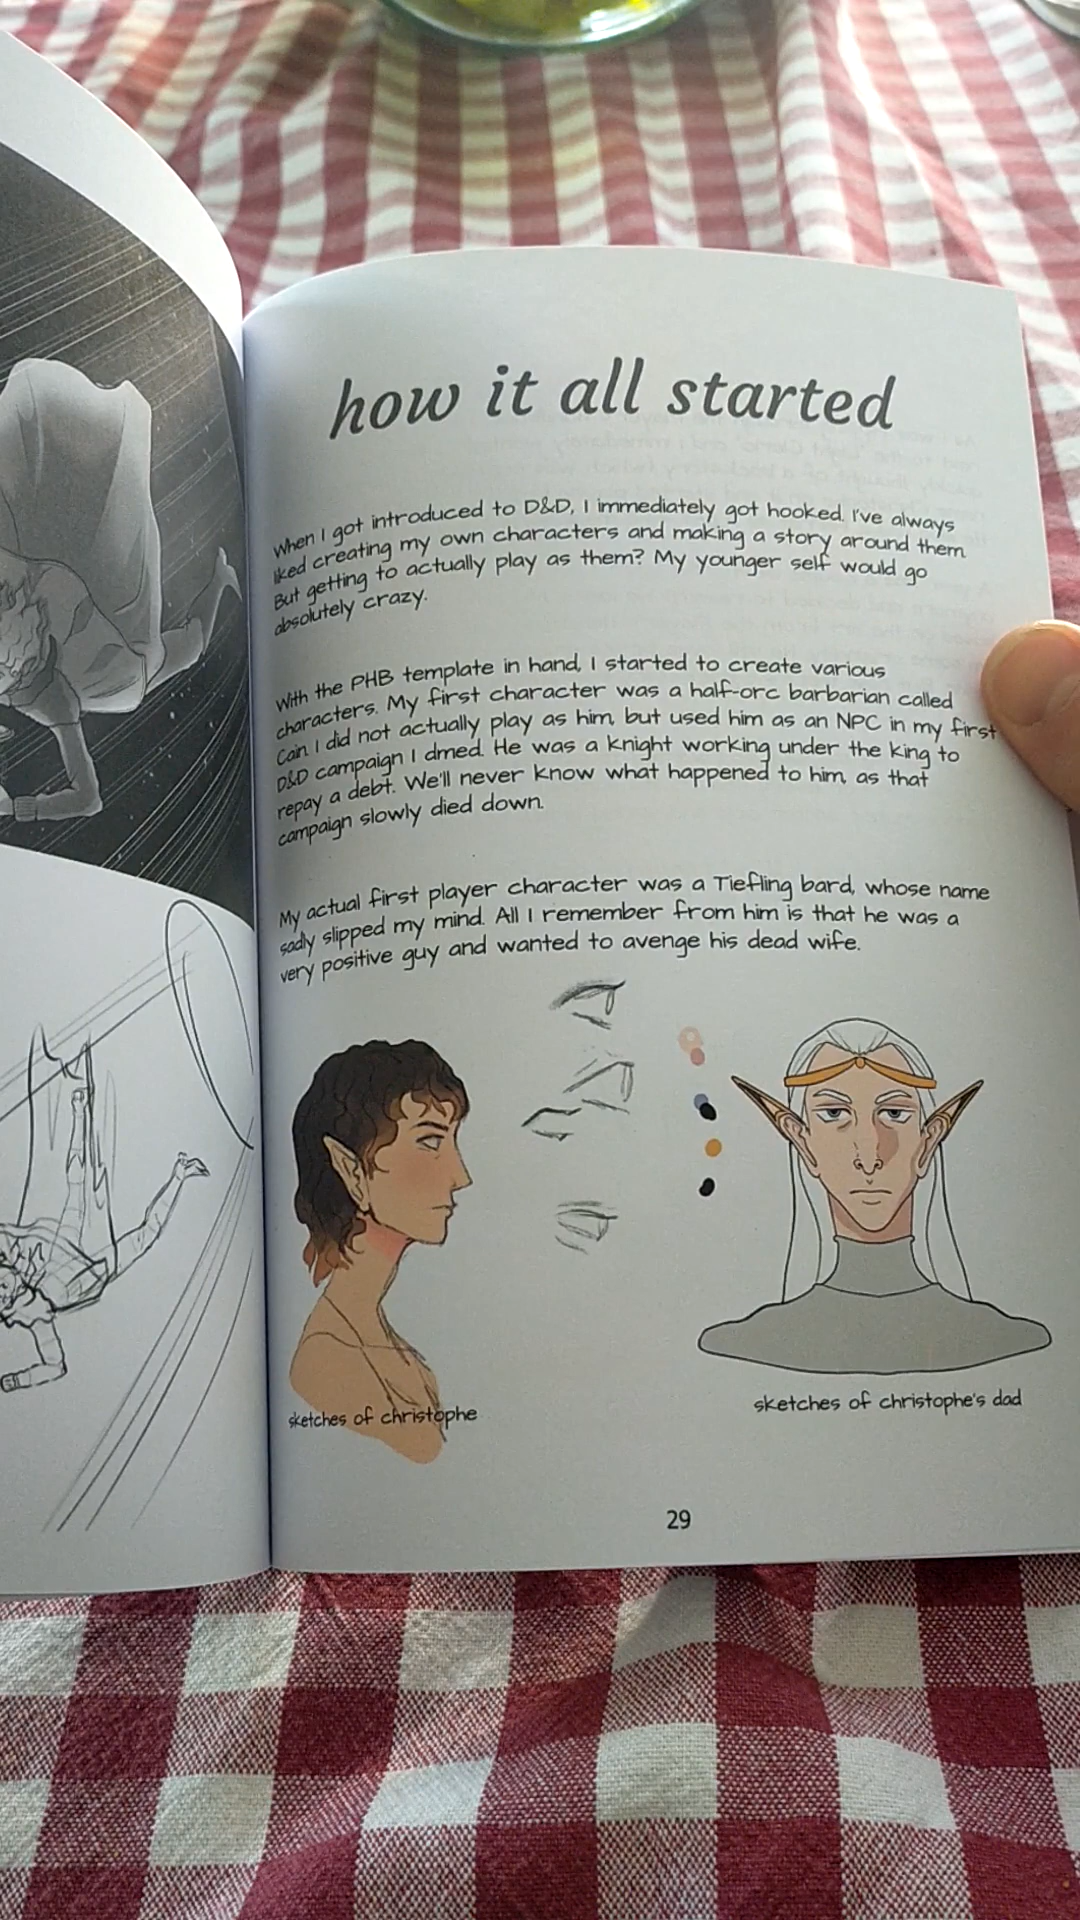 how it all started
When I got introduced to D&D, I immediately got hooked. I've always
liked creating my own characters and making a story around them.
But getting to actually play as them? My younger self would go
absolutely crazy.
With the PHB template in hand, I started to create various
characters. My first character was a half-orc barbarian called
Cain. I did not actually play as him, but used him as an NPC in my first
D&D campaign I dmed. He was a knight working under the king to
repay a debt. We'll never know what happened to him, as that
campaign slowly died down.
My actual first player character was a Tiefling bard, whose name
sadly slipped my mind. All I remember from him is that he was a
very positive guy and wanted to avenge his dead wife.
sketches of christophe
sketches of christophe's dad
29